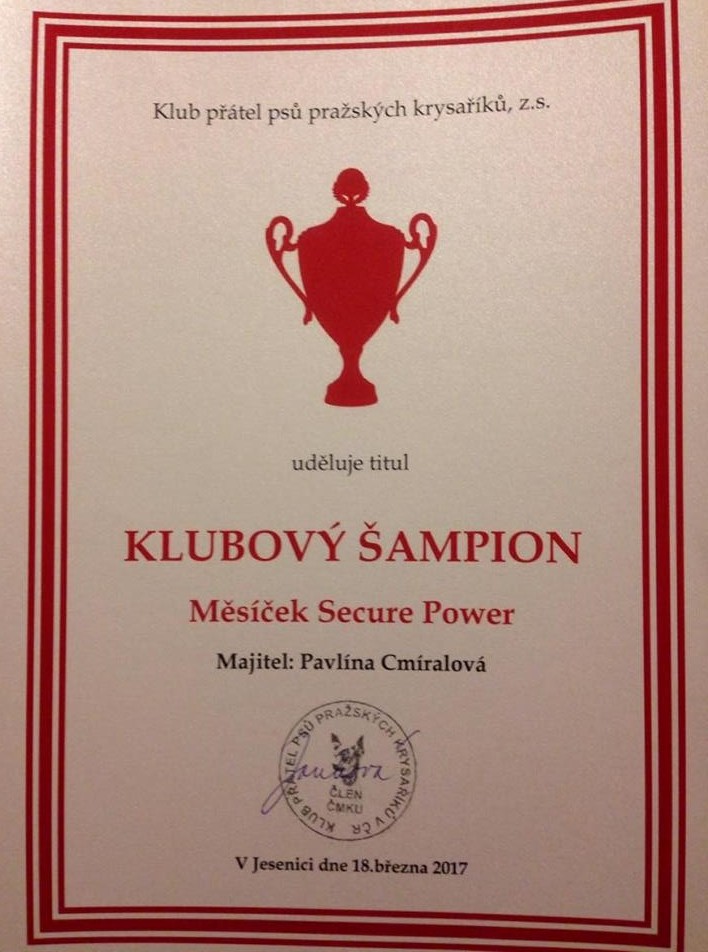 Klub přátel psů pražských krysaříků, z.s.
uděluje titul
KLUBOVÝ ŠAMPION
Měsíček Secure Power
Majitel: Pavlína Cmíralová
KLUB PŘÁTEL PSŮ PRAŽSKÝCH KRYSAŘÍKŮ V ČR
ČLEN
ČMKU
V Jesenici dne 18.března 2017